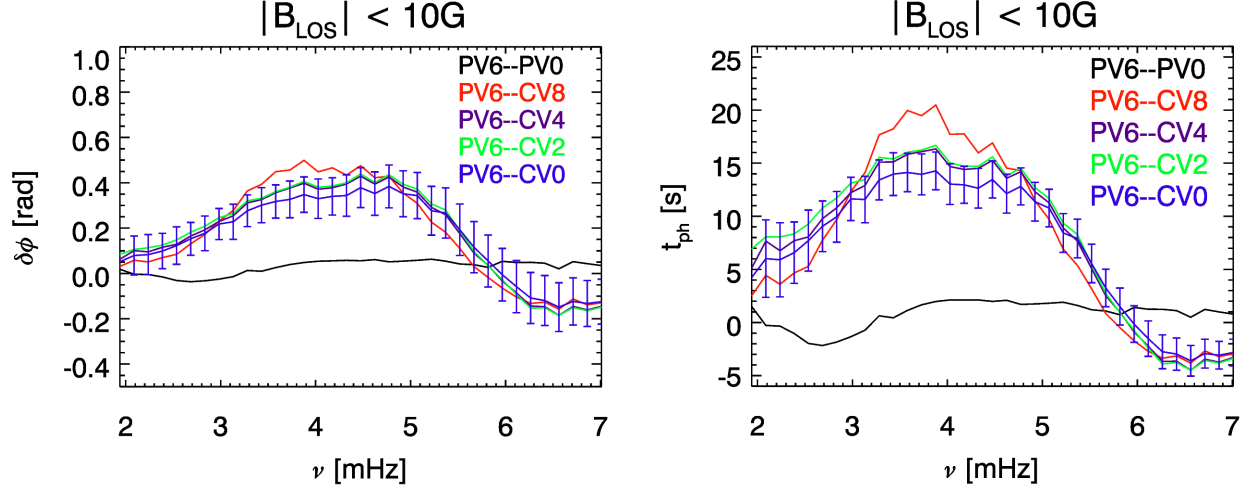 |B_LOS| < 10G
1.0
0.8
0.6
0.4
0.2
0.0
-0.2
-0.4
δϕ [rad]
PV6--PV0
PV6--CV8
PV6--CV4
PV6--CV2
PV6--CV0
2 3 4 5 6 7
ν [mHz]
|B_LOS| < 10G
25
20
15
10
5
0
-5
t_ph [s]
PV6--PV0
PV6--CV8
PV6--CV4
PV6--CV2
PV6--CV0
2 3 4 5 6 7
ν [mHz]